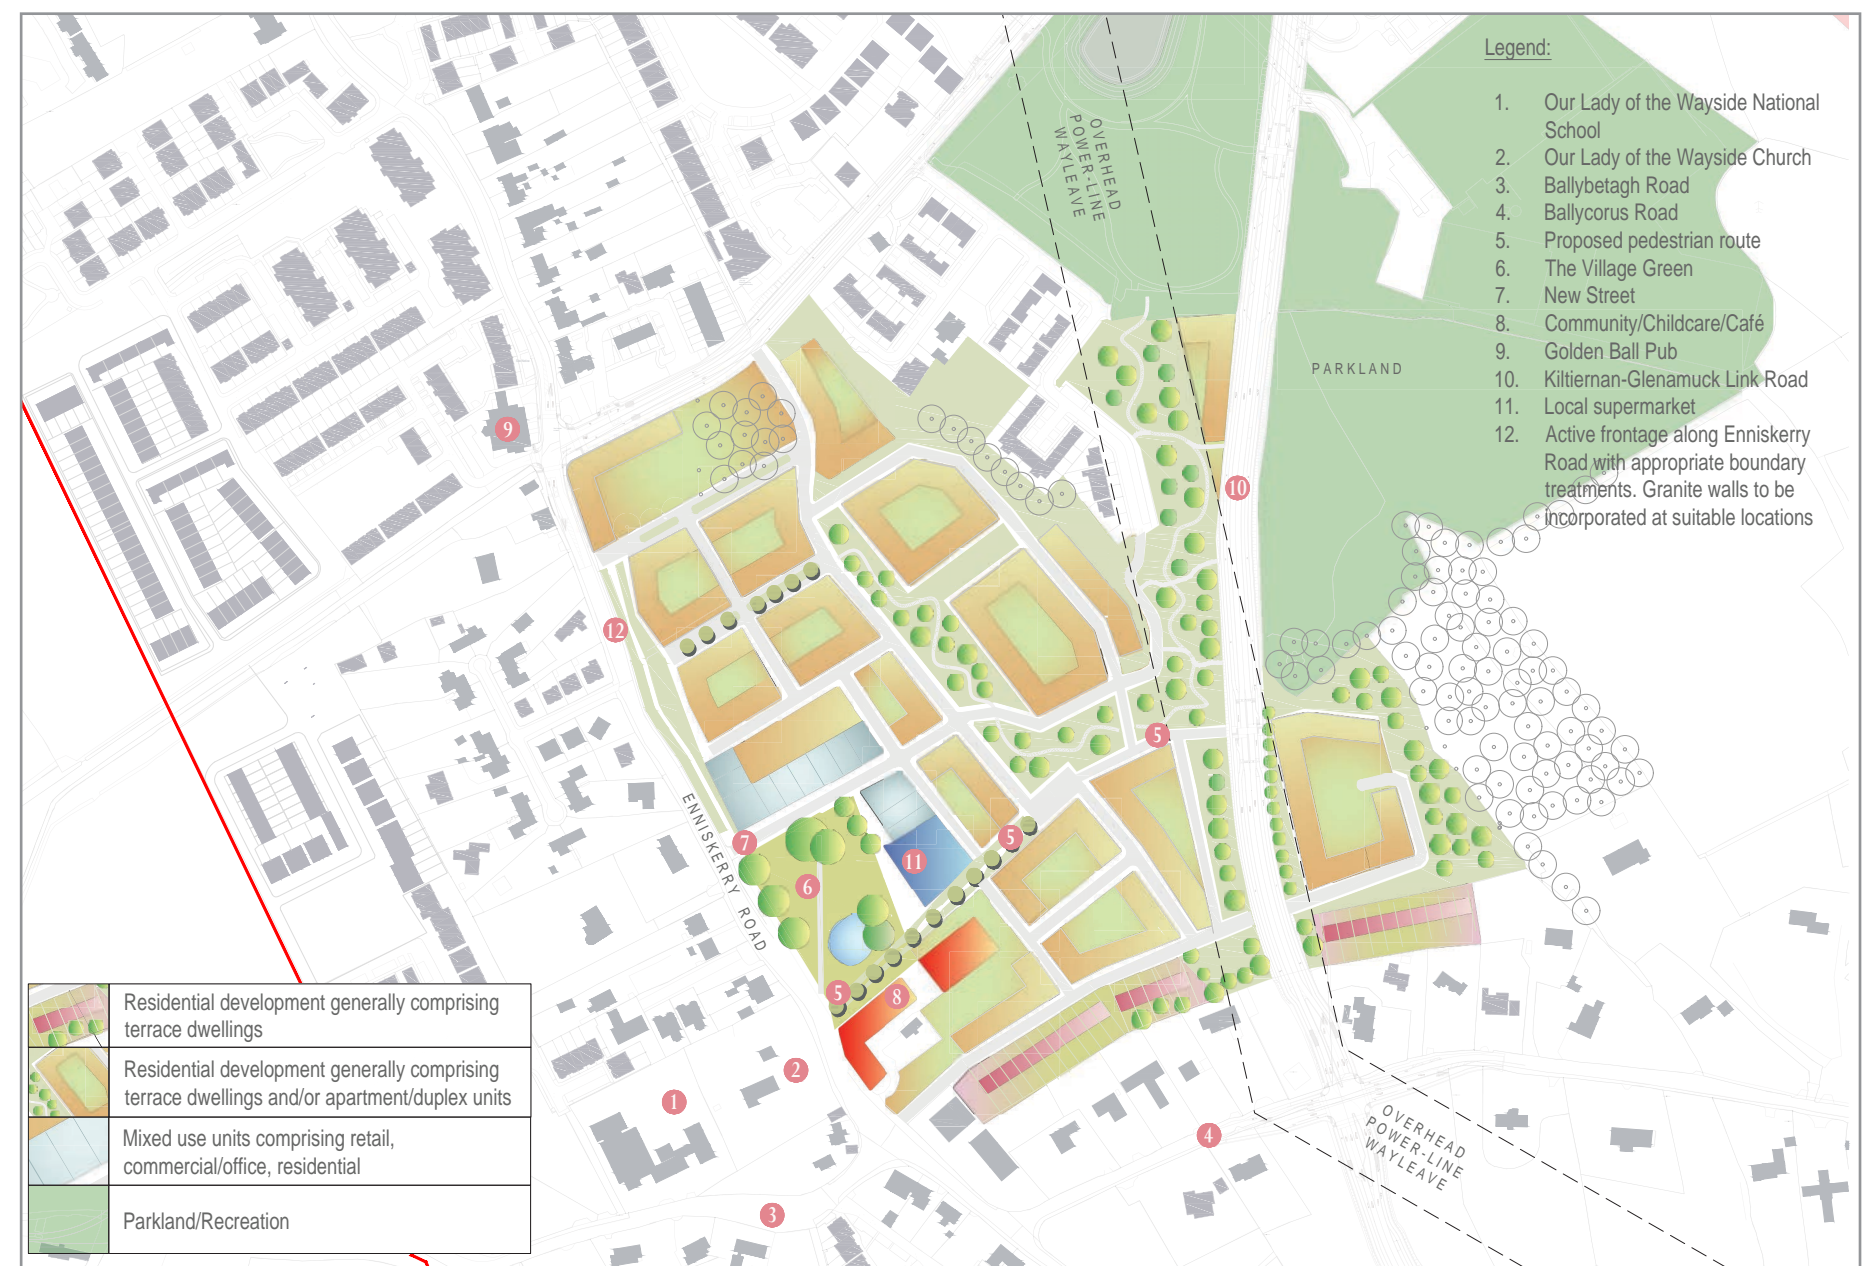 Legend:
1. Our Lady of the Wayside National
School
2. Our Lady of the Wayside Church
3. Ballybetagh Road
4. Ballycorus Road
5. Proposed pedestrian route
6. The Village Green
7. New Street
8. Community/Childcare/Café
9. Golden Ball Pub
10. Kiltiernan-Glenamuck Link Road
11. Local supermarket
12. Active frontage along Enniskerry
Road with appropriate boundary
treatments. Granite walls to be
incorporated at suitable locations
OVERHEAD
POWER-LINE
WAYLEAVE
PARKLAND
9
10
12
5
7
5
11
6
ENNISKERRY ROAD
5
8
2
1
4
3
OVERHEAD
POWER-LINE
WAYLEAVE
Residential development generally comprising
terrace dwellings
Residential development generally comprising
terrace dwellings and/or apartment/duplex units
Mixed use units comprising retail,
commercial/office, residential
Parkland/Recreation